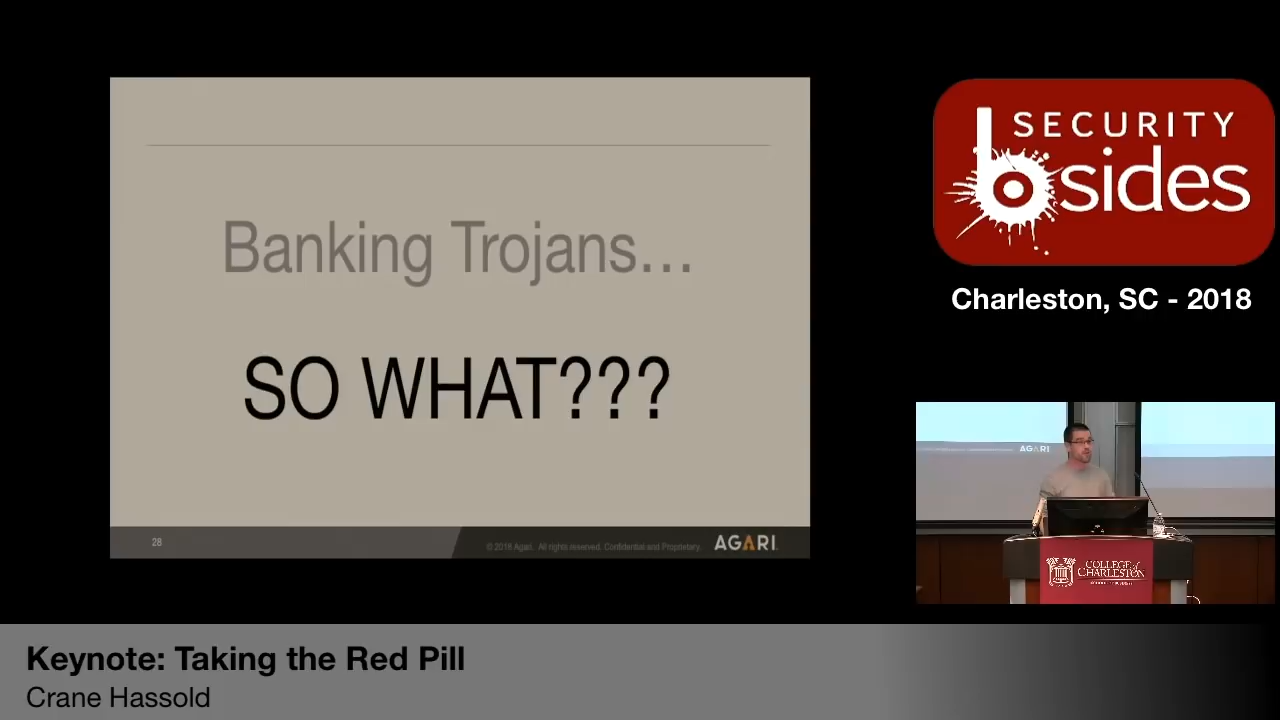 Banking Trojans...
SO WHAT???
28
© 2018 Agari. All rights reserved. Confidential and Proprietary.
AGARI
SECURITY
bsides
Charleston, SC - 2018
AGARI
COLLEGE of
CHARLESTON
Keynote: Taking the Red Pill
Crane Hassold